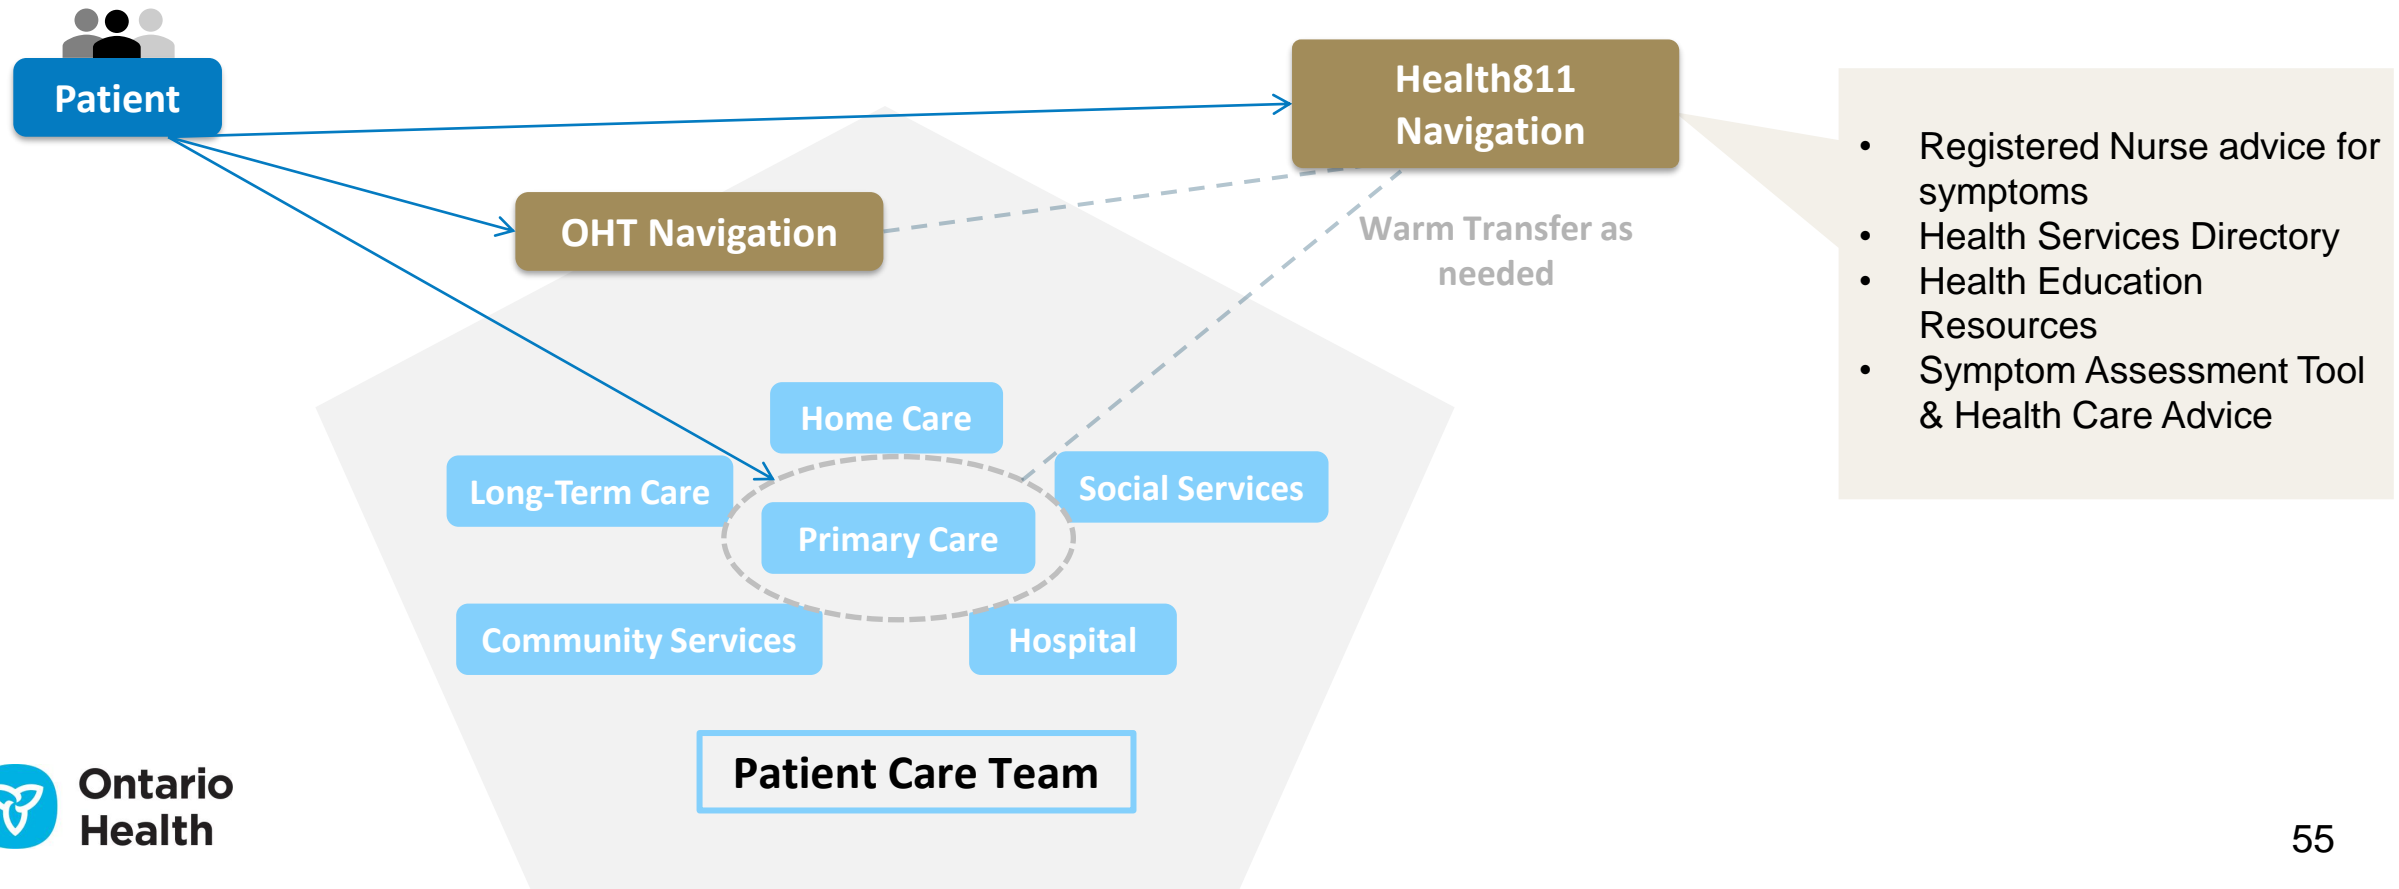 Patient
Health811
Navigation
OHT Navigation
Warm Transfer as
needed
• Registered Nurse advice for
symptoms
• Health Services Directory
• Health Education
Resources
• Symptom Assessment Tool
& Health Care Advice
Home Care
Long-Term Care
Social Services
Primary Care
Community Services
Hospital
Patient Care Team
Ontario
Health
55